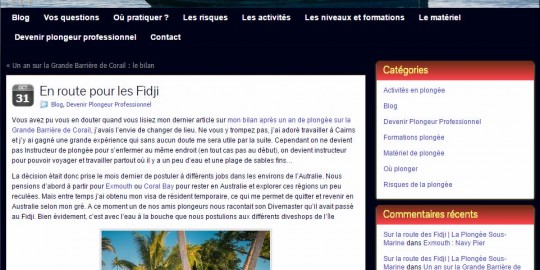 Blog Vos questions Où pratiquer ? Les risques Les activités Les niveaux et formations Le matériel
Devenir plongeur professionnel Contact
« Un an sur la Grande Barrière de Corail : le bilan
OCT
31
En route pour les Fidji
Blog, Devenir Plongeur Professionnel
Vous avez pu vous en douter quand vous lisiez mon dernier article sur mon bilan après un an de plongée sur la
Grande Barrière de Corail, j'avais l'envie de changer de lieu. Ne vous y trompez pas, j'ai adoré travailler à Cairns
et j'y ai gagné une grande expérience qui sans aucun doute me sera utile par la suite. Cependant on ne devient
pas Instructeur de plongée pour s'enfermer au même endroit (en tout cas pas au début), on devient instructeur
pour pouvoir voyager et travailler partout où il y a un peu d'eau et une plage de sables fins…
La décision était donc prise le mois dernier de postuler à différents jobs dans les environs de l'Autralie. Nous
pensions d'abord à partir pour Exmouth ou Coral Bay pour rester en Australie et explorer ces régions un peu
reculées. Mais entre temps j'ai obtenu mon visa de résident temporaire, ce qui me permet de quitter et revenir en
Australie selon mon gré. A ce moment un de nos amis plongeurs nous racontait son Divemaster qu'il avait passé
au Fidji. Bien évidement, c'est avec l'eau à la bouche que nous postulions aux différents diveshops de l'île
Catégories
Activités en plongée
Blog
Devenir Plongeur Professionnel
Formations plongée
Matériel de plongée
Où plonger
Risques de la plongée
Commentaires récents
Sur la route des Fidji | La Plongée Sous-
Marine dans Exmouth : Navy Pier
Sur la route des Fidji | La Plongée Sous-
Marine dans Un an sur la Grande Barrière de